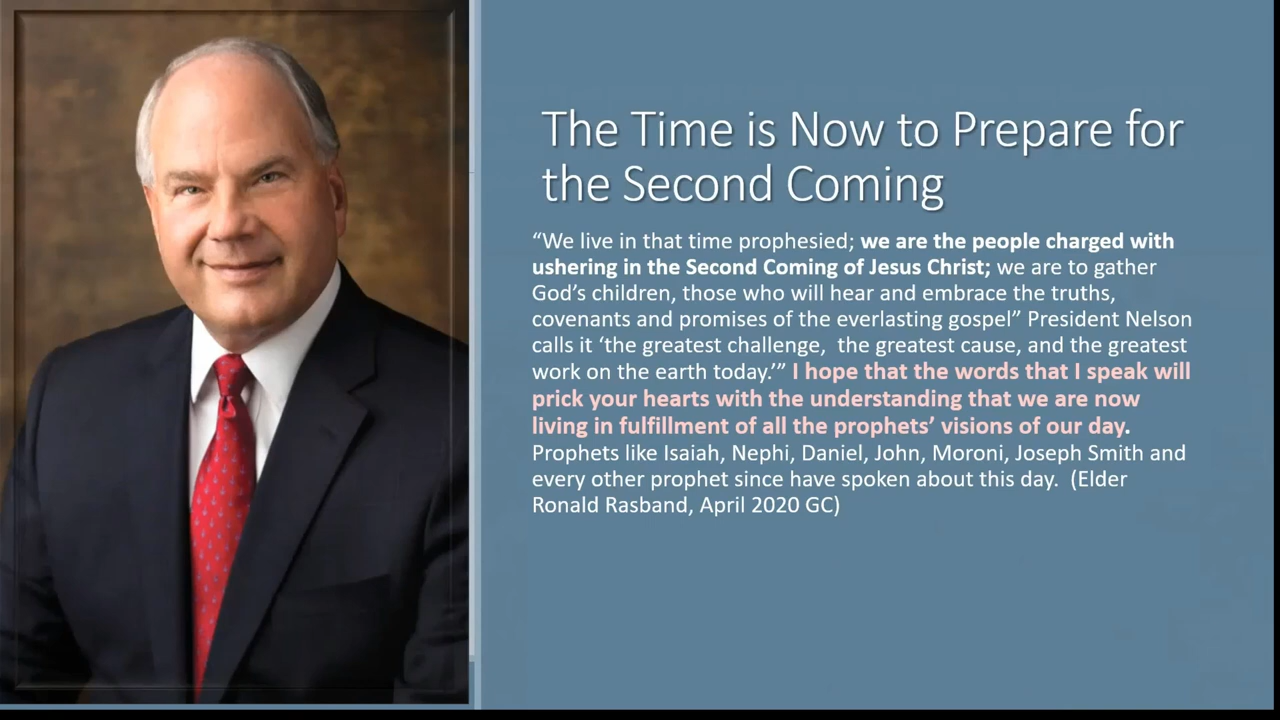 The Time is Now to Prepare for
the Second Coming
“We live in that time prophesied; we are the people charged with
ushering in the Second Coming of Jesus Christ; we are to gather
God’s children, those who will hear and embrace the truths,
covenants and promises of the everlasting gospel” President Nelson
calls it ‘the greatest challenge,  the greatest cause, and the greatest
work on the earth today.’” I hope that the words that I speak will
prick your hearts with the understanding that we are now
living in fulfillment of all the prophets’ visions of our day.
Prophets like Isaiah, Nephi, Daniel, John, Moroni, Joseph Smith and
every other prophet since have spoken about this day.  (Elder
Ronald Rasband, April 2020 GC)